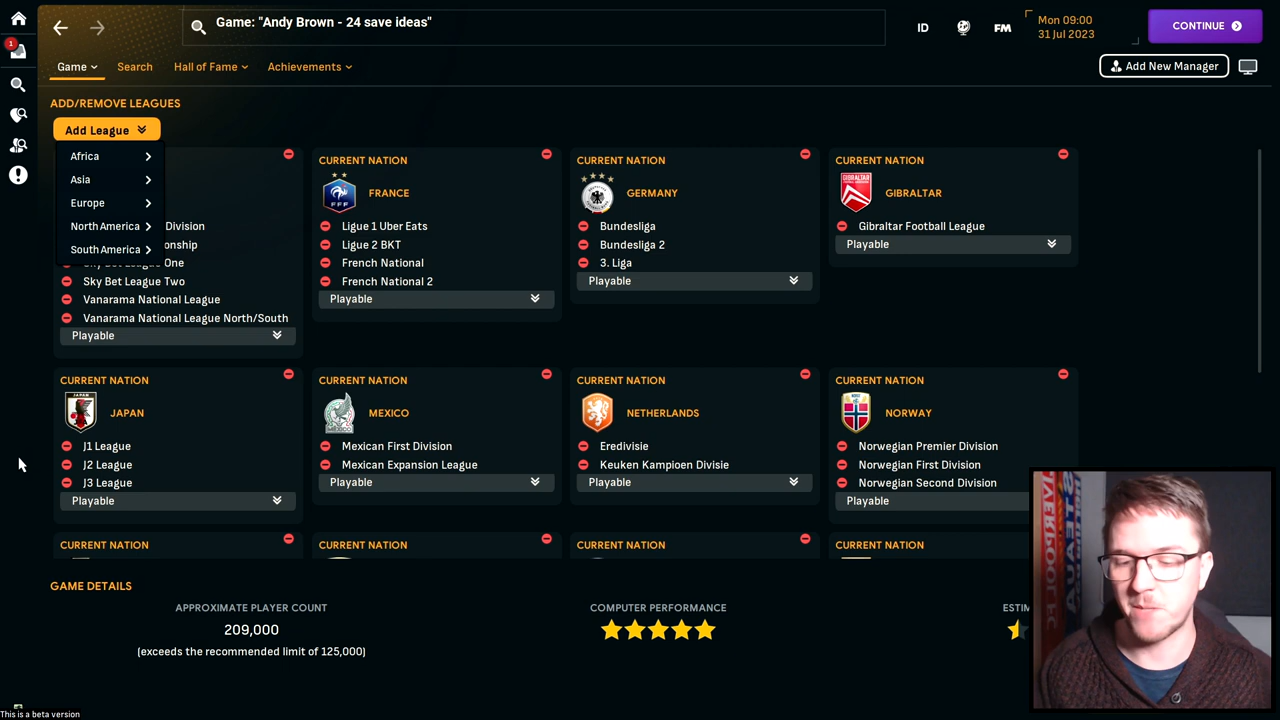 Game: "Andy Brown - 24 save ideas"
ID
FM
Mon 09:00
31 Jul 2023
CONTINUE
1
Game
Search
Hall of Fame
Achievements
Add New Manager
ADD/REMOVE LEAGUES
Add League
Africa
Asia
Europe
North America
South America
Division
onship
Sky Bet League One
Sky Bet League Two
Vanarama National League
Vanarama National League North/South
Playable
CURRENT NATION
FRANCE
FFF
Ligue 1 Uber Eats
Ligue 2 BKT
French National
French National 2
Playable
CURRENT NATION
GERMANY
Bundesliga
Bundesliga 2
3. Liga
Playable
CURRENT NATION
GIBRALTAR
GIBRALTAR
Gibraltar Football League
Playable
CURRENT NATION
JAPAN
JAPAN
J1 League
J2 League
J3 League
Playable
CURRENT NATION
MEXICO
Mexican First Division
Mexican Expansion League
Playable
CURRENT NATION
NETHERLANDS
Eredivisie
Keuken Kampioen Divisie
Playable
CURRENT NATION
NORWAY
Norwegian Premier Division
Norwegian First Division
Norwegian Second Division
Playable
CURRENT NATION
CURRENT NATION
CURRENT NATION
CURRENT NATION
GAME DETAILS
APPROXIMATE PLAYER COUNT
209,000
(exceeds the recommended limit of 125,000)
COMPUTER PERFORMANCE
ESTIM
This is a beta version